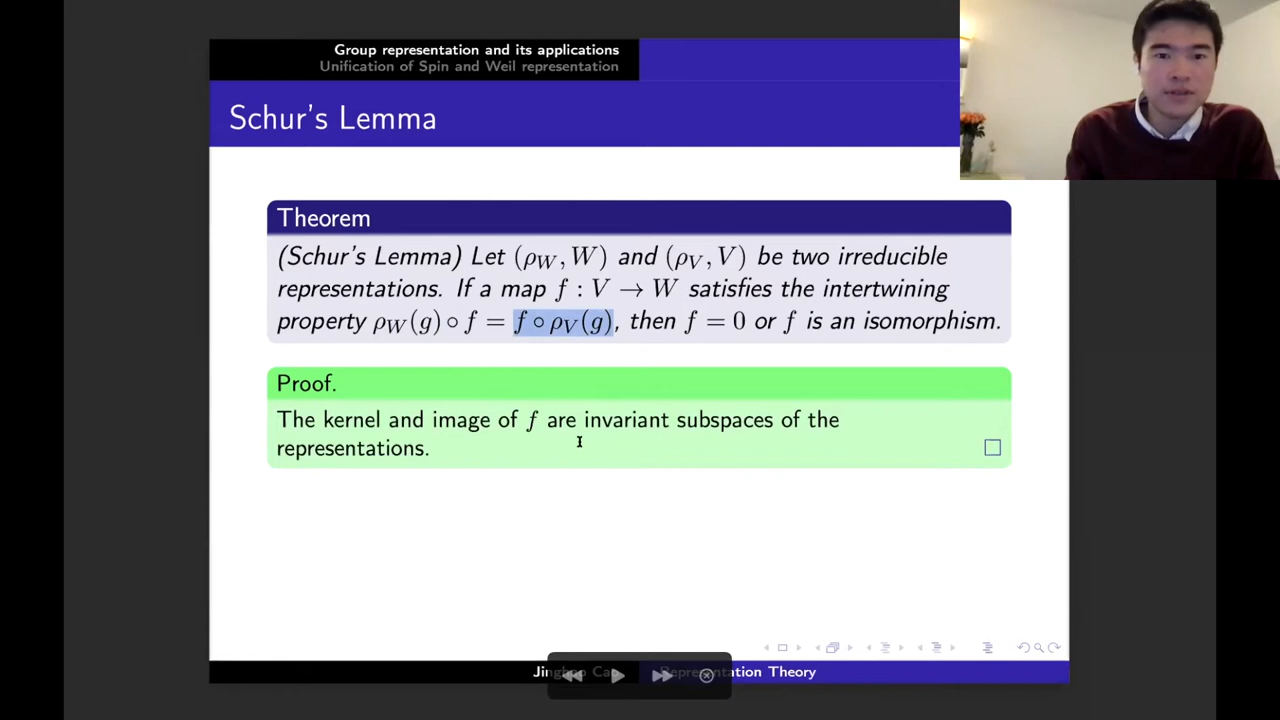 Group representation and its applications
Unification of Spin and Weil representation
Schur's Lemma
Theorem
(Schur's Lemma) Let (ρ_W, W) and (ρ_V, V) be two irreducible
representations. If a map f : V → W satisfies the intertwining
property ρ_W(g) ∘ f = f ∘ ρ_V(g), then f = 0 or f is an isomorphism.
Proof.
The kernel and image of f are invariant subspaces of the
representations.
Theory